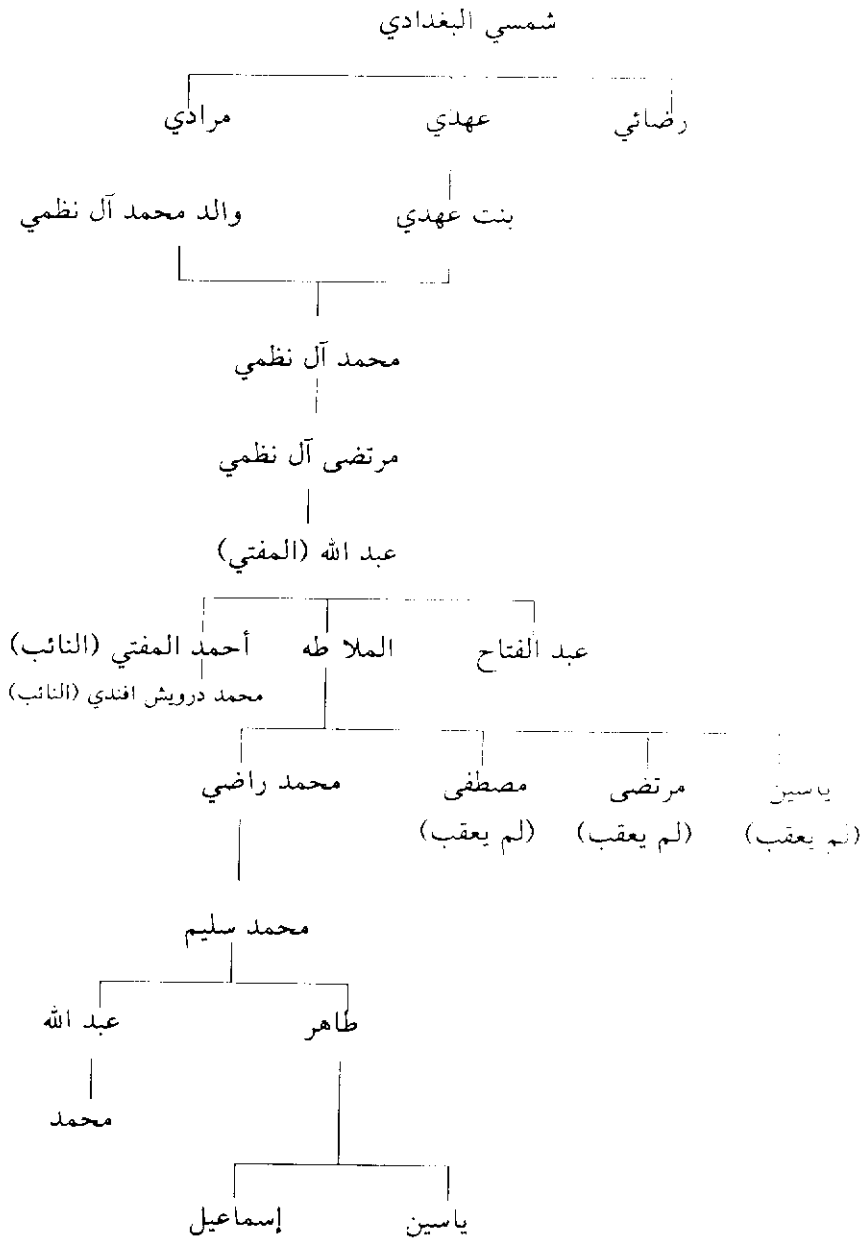 شمسي البغدادي
رضائي عهدي مرادي
بنت عهدي والد محمد آل نظمي
محمد آل نظمي
مرتضى آل نظمي
عبد الله (المفتي)
عبد الفتاح الملا طه أحمد المفتي (النائب)
محمد درويش افندي (النائب)
ياسين مرتضى مصطفى محمد راضي
(لم يعقب) (لم يعقب) (لم يعقب)
محمد سليم
طاهر عبد الله
محمد
ياسين إسماعيل